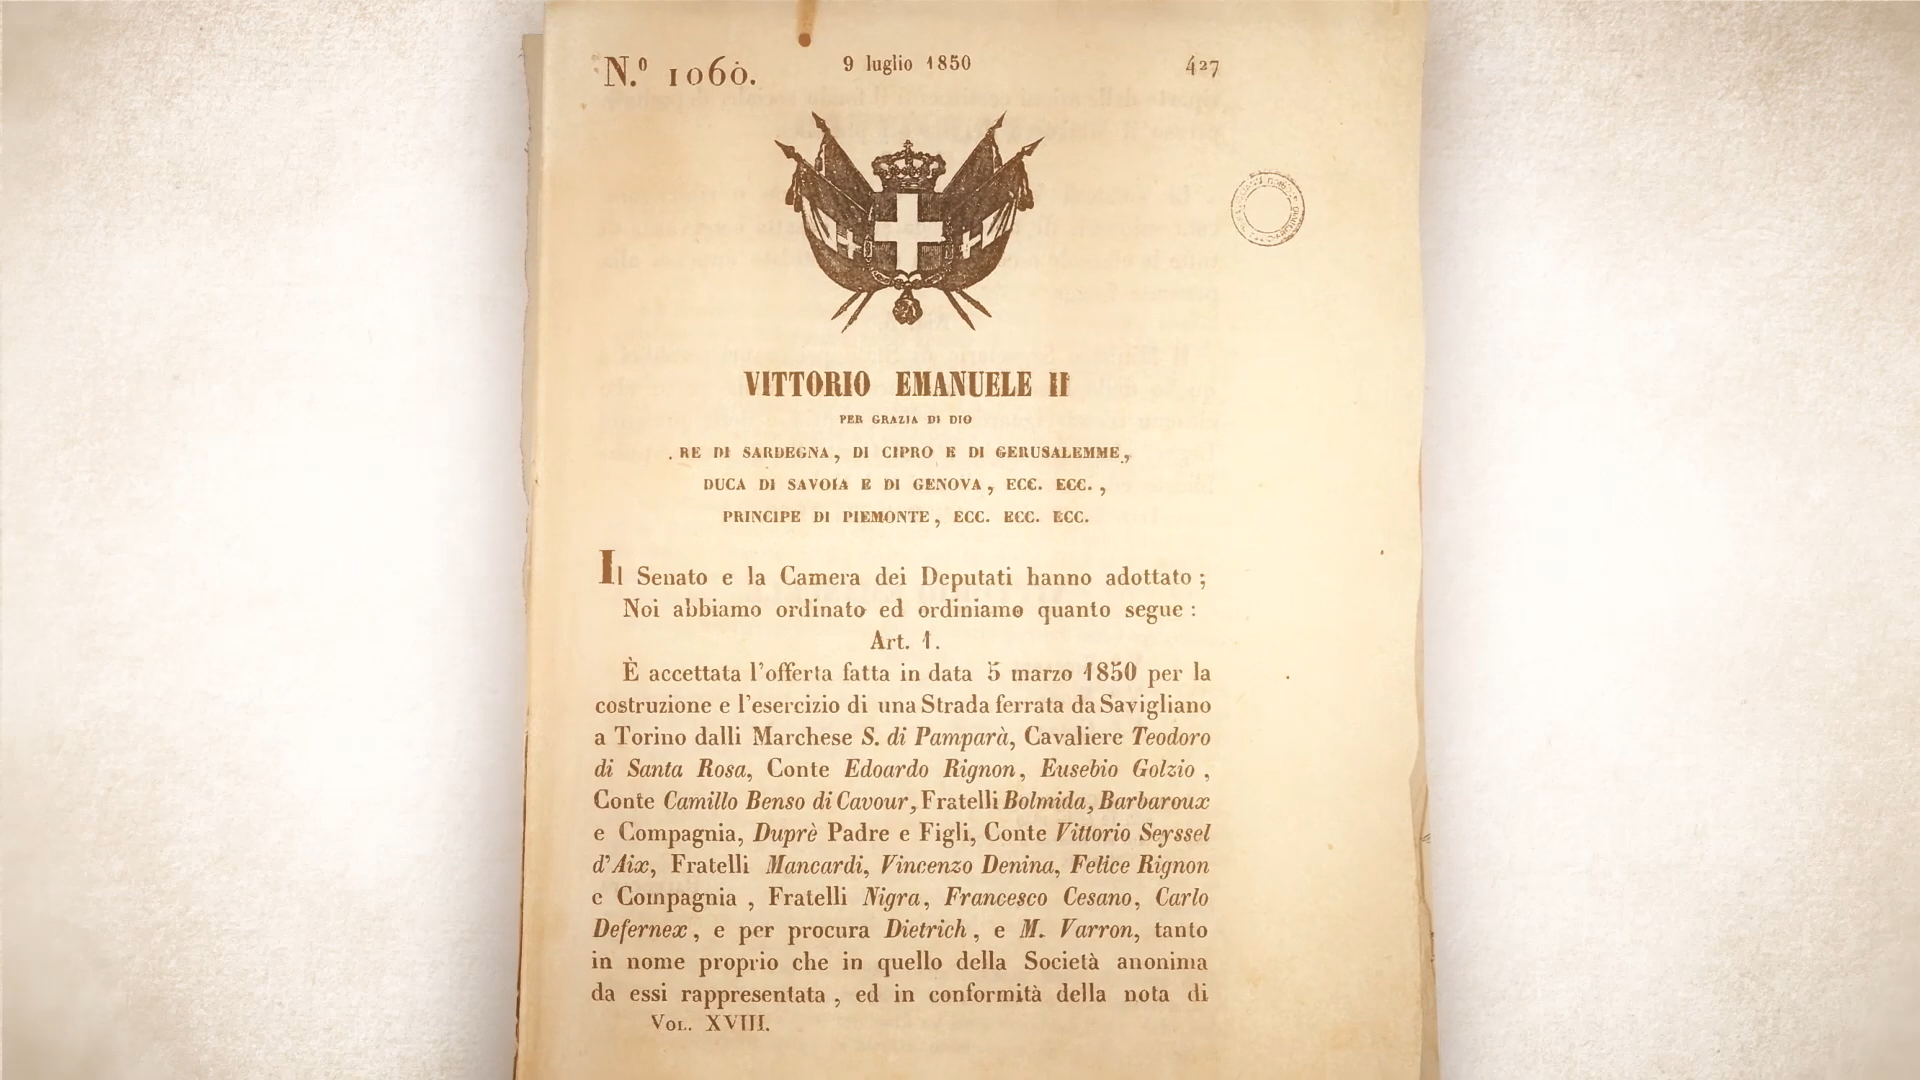 N.º 1060.
9 luglio 1850
427
VITTORIO EMANUELE II
PER GRAZIA DI DIO
RE DI SARDEGNA, DI CIPRO E DI GERUSALEMME,
DUCA DI SAVOIA E DI GENOVA, ECC. ECC.,
PRINCIPE DI PIEMONTE, ECC. ECC. ECC.
Il Senato e la Camera dei Deputati hanno adottato;
Noi abbiamo ordinato ed ordiniamo quanto segue:
Art. 1.
È accettata l'offerta fatta in data 5 marzo 1850 per la
costruzione e l'esercizio di una Strada ferrata da Savigliano
a Torino dalli Marchese S. di Pamparà, Cavaliere Teodoro
di Santa Rosa, Conte Edoardo Rignon, Eusebio Golzio,
Conte Camillo Benso di Cavour, Fratelli Bolmida, Barbaroux
e Compagnia, Duprè Padre e Figli, Conte Vittorio Seyssel
d'Aix, Fratelli Mancardi, Vincenzo Denina, Felice Rignon
e Compagnia, Fratelli Nigra, Francesco Cesano, Carlo
Defernex, e per procura Dietrich, e M. Varron, tanto
in nome proprio che in quello della Società anonima
da essi rappresentata, ed in conformità della nota di
VOL. XVIII.